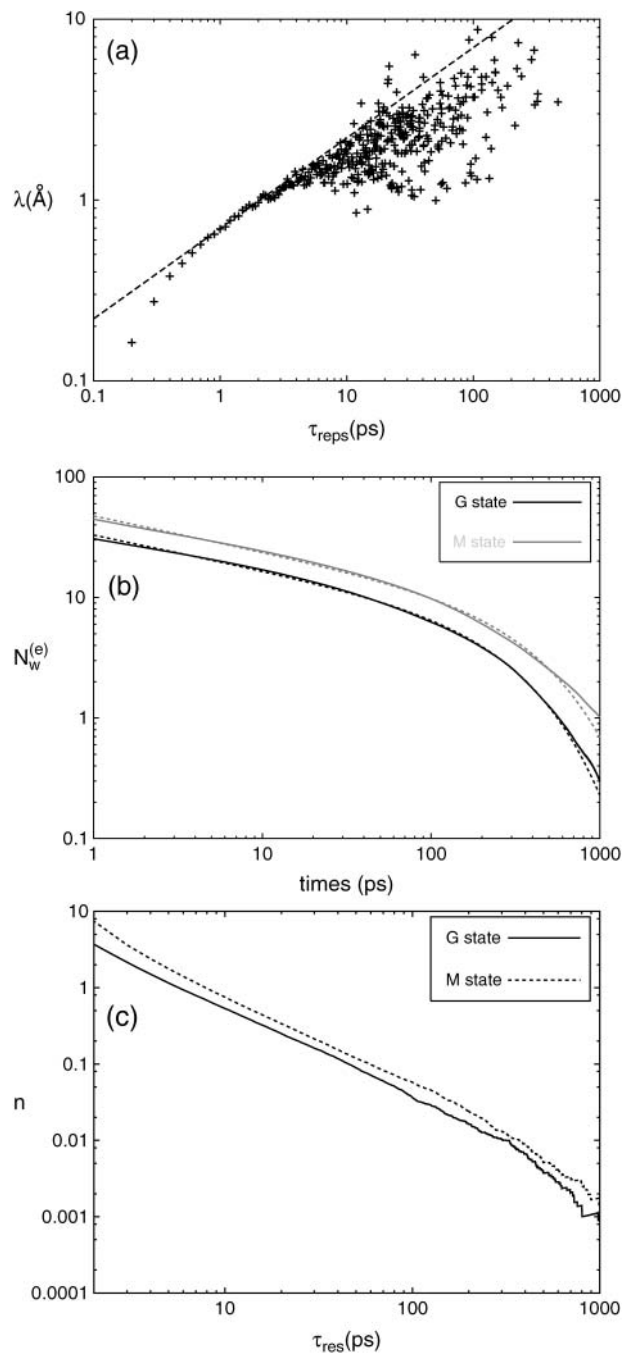 10
(a)
λ(Å)
1
0.1
0.1 1 10 100 1000
τreps(ps)
100
G state
M state
10
(b)
Nw(e)
1
0.1
1 10 100 1000
times (ps)
10
G state
M state
1
(c)
0.1
n
0.01
0.001
0.0001
10 100 1000
τres(ps)